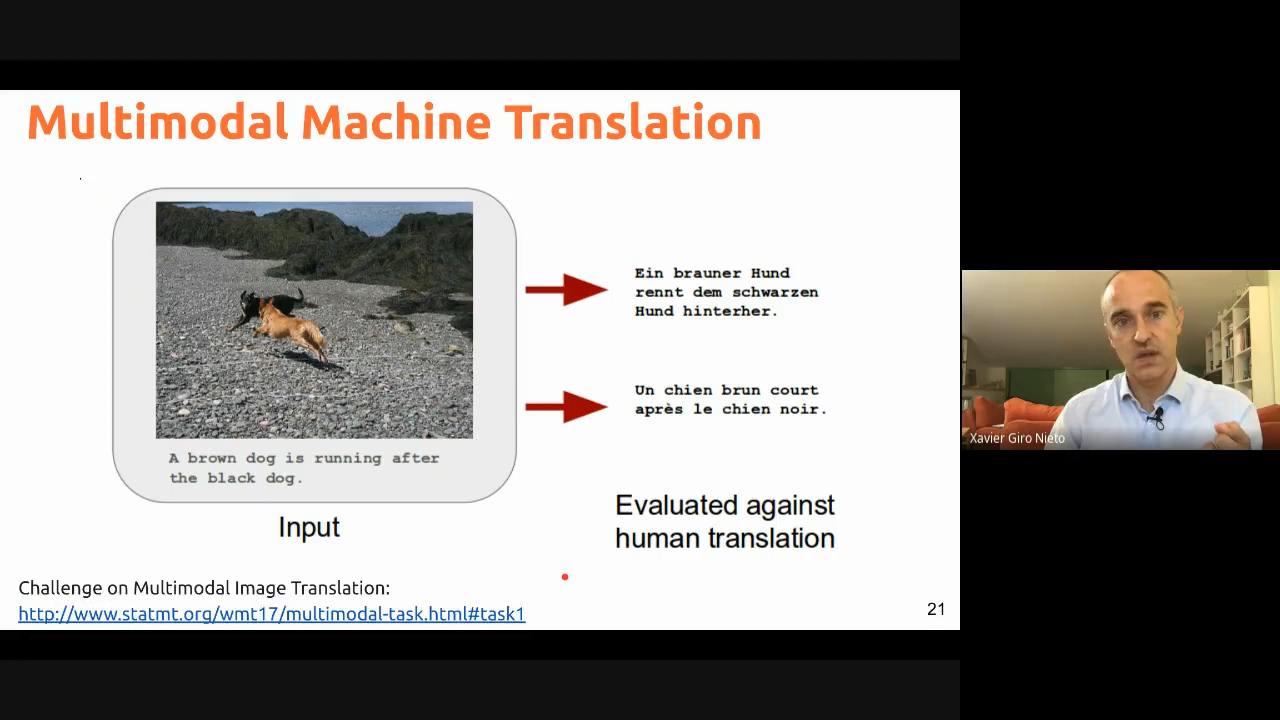 Multimodal Machine Translation
Ein brauner Hund
rennt dem schwarzen
Hund hinterher.
Un chien brun court
après le chien noir.
A brown dog is running after
the black dog.
Input
Evaluated against
human translation
Challenge on Multimodal Image Translation:
http://www.statmt.org/wmt17/multimodal-task.html#task1
21
Xavier Giro Nieto